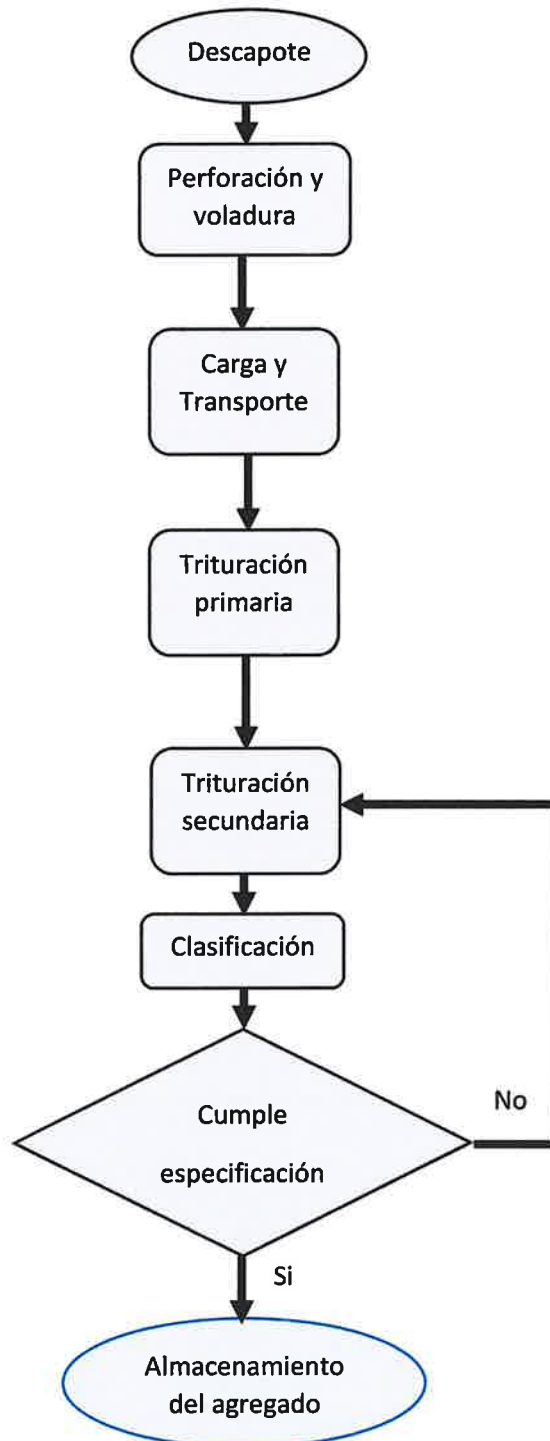 Descapote
Perforación y
voladura
Carga y
Transporte
Trituración
primaria
Trituración
secundaria
Clasificación
Cumple
especificación
No
Si
Almacenamiento
del agregado